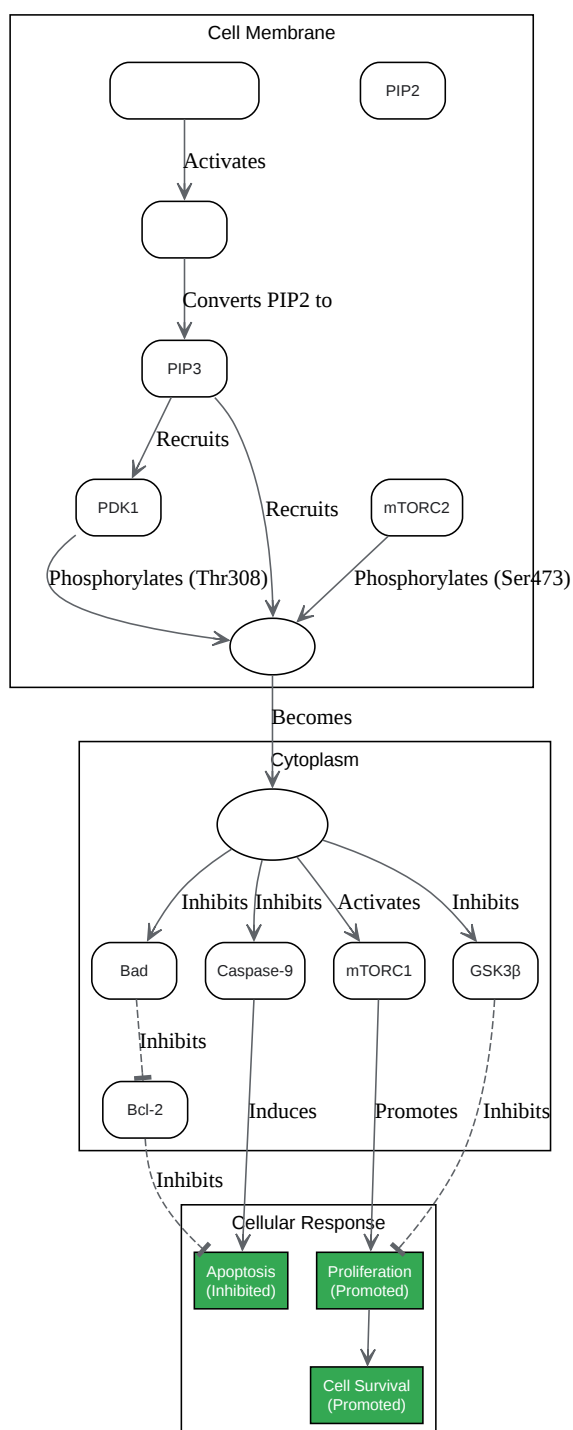 Cell Membrane
PIP2
Activates
Converts PIP2 to
PIP3
Recruits
PDK1
Recruits
mTORC2
Phosphorylates (Thr308)
Phosphorylates (Ser473)
Becomes
Cytoplasm
Inhibits
Inhibits
Activates
Inhibits
Bad
Caspase-9
mTORC1
GSK3β
Inhibits
Bcl-2
Induces
Promotes
Inhibits
Inhibits
Cellular Response
Apoptosis
(Inhibited)
Proliferation
(Promoted)
Cell Survival
(Promoted)